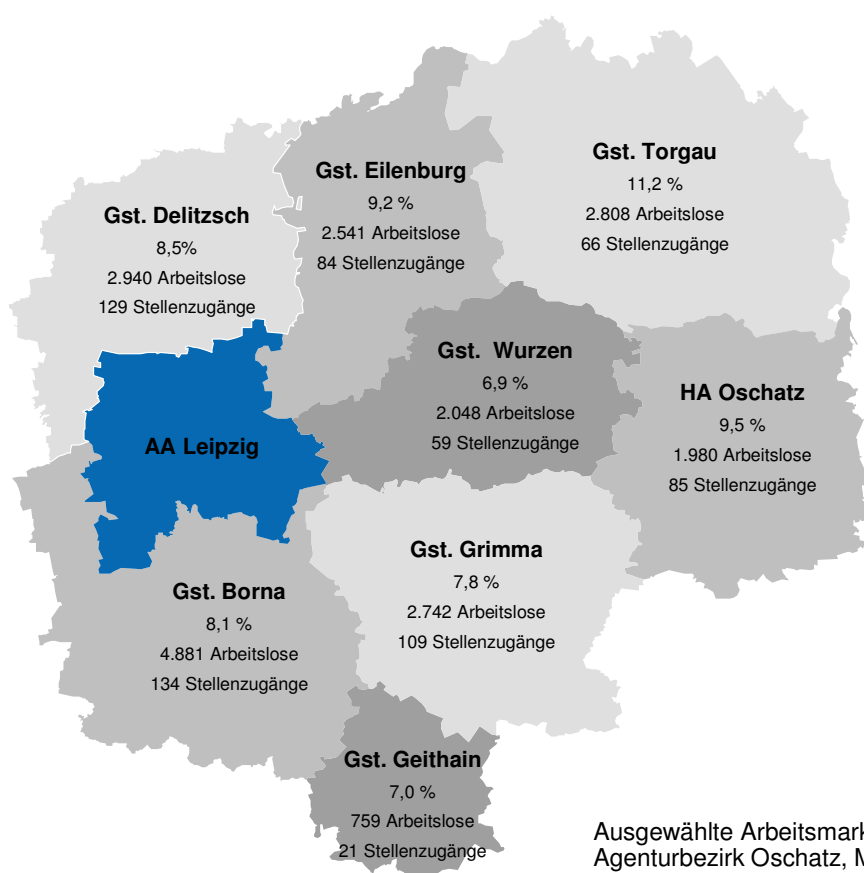 Gst. Torgau
11,2 %
2.808 Arbeitslose
66 Stellenzugänge
Gst. Eilenburg
9,2 %
2.541 Arbeitslose
84 Stellenzugänge
Gst. Delitzsch
8,5%
2.940 Arbeitslose
129 Stellenzugänge
Gst. Wurzen
6,9 %
2.048 Arbeitslose
59 Stellenzugänge
HA Oschatz
9,5 %
1.980 Arbeitslose
85 Stellenzugänge
AA Leipzig
Gst. Grimma
7,8 %
2.742 Arbeitslose
109 Stellenzugänge
Gst. Borna
8,1 %
4.881 Arbeitslose
134 Stellenzugänge
Gst. Geithain
7,0 %
759 Arbeitslose
21 Stellenzugänge
Ausgewählte Arbeitsmark
Agenturbezirk Oschatz, M